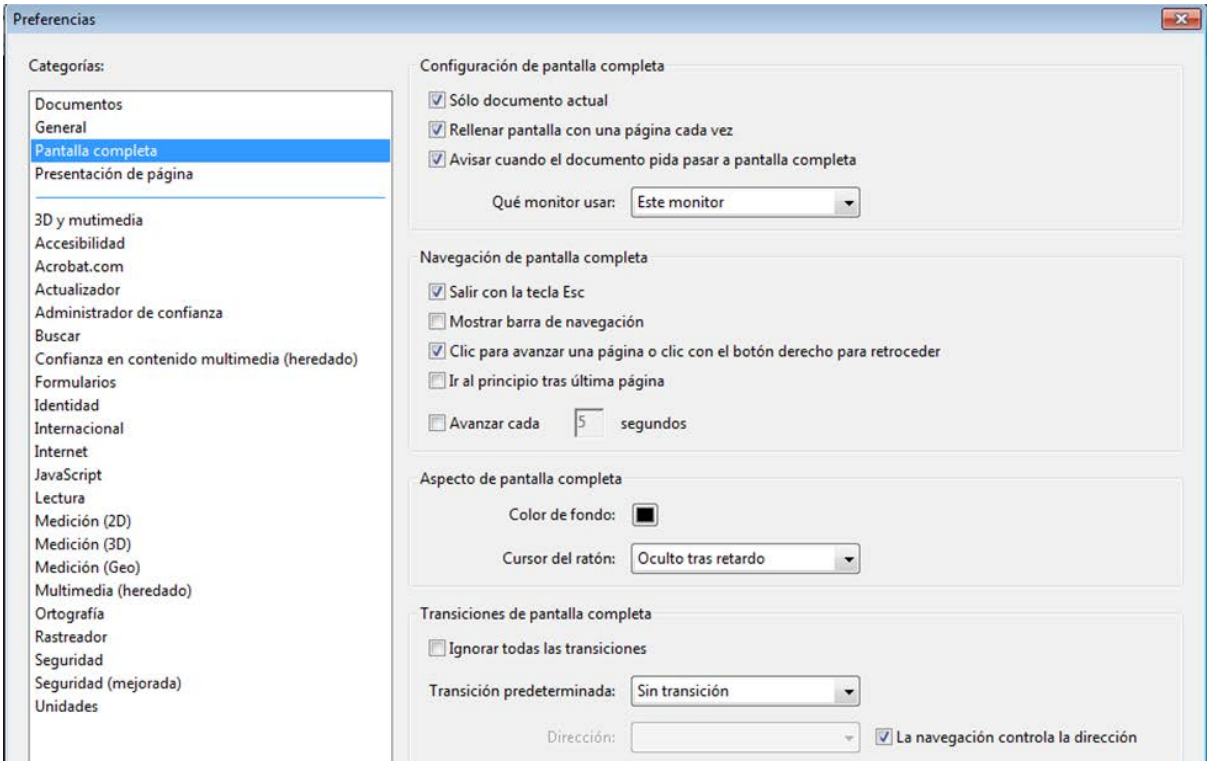 Preferencias
Categorías:
Documentos
General
Pantalla completa
Presentación de página
3D y mutimedia
Accesibilidad
Acrobat.com
Actualizador
Administrador de confianza
Buscar
Confianza en contenido multimedia (heredado)
Formularios
Identidad
Internacional
Internet
JavaScript
Lectura
Medición (2D)
Medición (3D)
Medición (Geo)
Multimedia (heredado)
Ortografía
Rastreador
Seguridad
Seguridad (mejorada)
Unidades
Configuración de pantalla completa
Sólo documento actual
Rellenar pantalla con una página cada vez
Avisar cuando el documento pida pasar a pantalla completa
Qué monitor usar: Este monitor
Navegación de pantalla completa
Salir con la tecla Esc
Mostrar barra de navegación
Clic para avanzar una página o clic con el botón derecho para retroceder
Ir al principio tras última página
Avanzar cada 5 segundos
Aspecto de pantalla completa
Color de fondo:
Cursor del ratón: Oculto tras retardo
Transiciones de pantalla completa
Ignorar todas las transiciones
Transición predeterminada: Sin transición
Dirección: La navegación controla la dirección